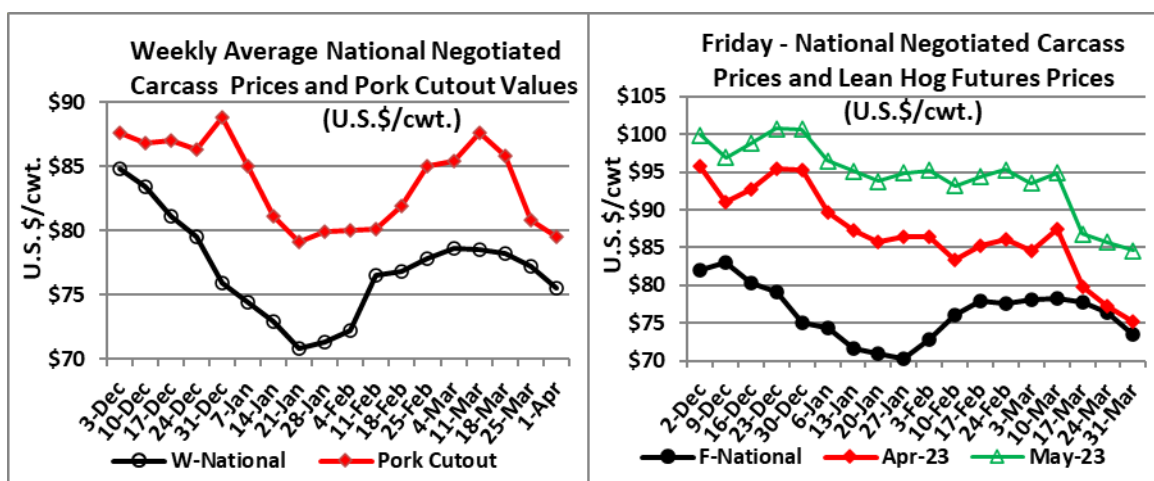 Weekly Average National Negotiated
Carcass Prices and Pork Cutout Values
(U.S.$/cwt.)
U.S. $/cwt.
$90
$85
$80
$75
$70
3-Dec
10-Dec
17-Dec
24-Dec
31-Dec
7-Jan
14-Jan
21-Jan
28-Jan
4-Feb
11-Feb
18-Feb
25-Feb
4-Mar
11-Mar
18-Mar
25-Mar
1-Apr
W-National
Pork Cutout
Friday - National Negotiated Carcass
Prices and Lean Hog Futures Prices
(U.S.$/cwt.)
U.S. $/cwt
$105
$100
$95
$90
$85
$80
$75
$70
2-Dec
9-Dec
16-Dec
23-Dec
30-Dec
6-Jan
13-Jan
20-Jan
27-Jan
3-Feb
10-Feb
17-Feb
24-Feb
3-Mar
10-Mar
17-Mar
24-Mar
31-Mar
F-National
Apr-23
May-23